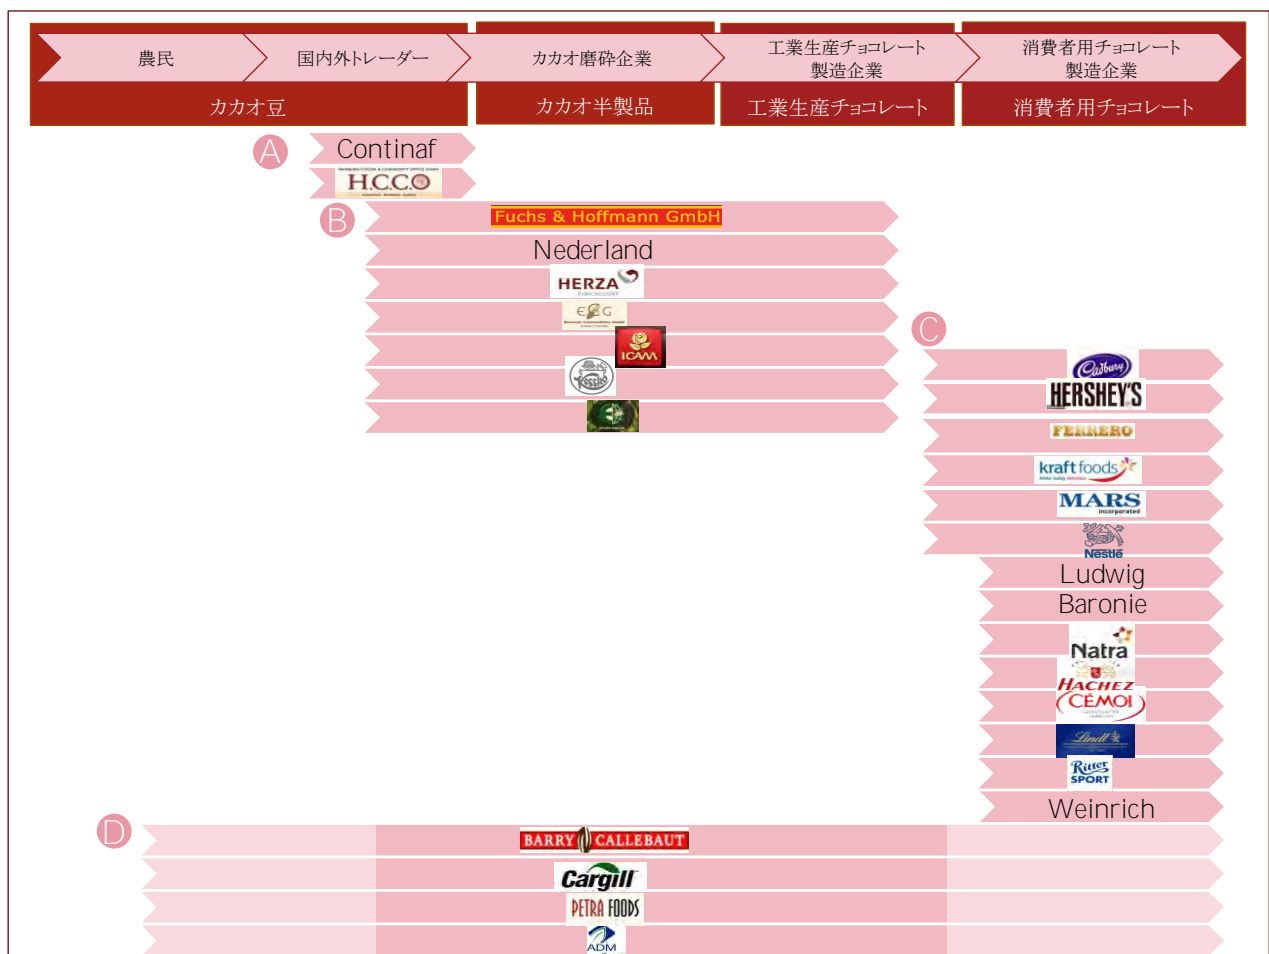 農民
国内外トレーダー
カカオ磨砕企業
工業生産チョコレート
製造企業
消費者用チョコレート
製造企業
カカオ豆
カカオ半製品
工業生産チョコレート
消費者用チョコレート
A
Continaf
H.C.C.O
B
Fuchs & Hoffmann GmbH
Nederland
HERZA
ECG
ICAM
C
Cadbury
HERSHEY'S
FERRERO
kraft foods
Make today delicious
MARS
incorporated
Nestlé
Ludwig
Baronie
Natra
HACHEZ
CÉMOI
Lindt
Ritter
SPORT
Weinrich
D
BARRY CALLEBAUT
Cargill
PETRA FOODS
ADM